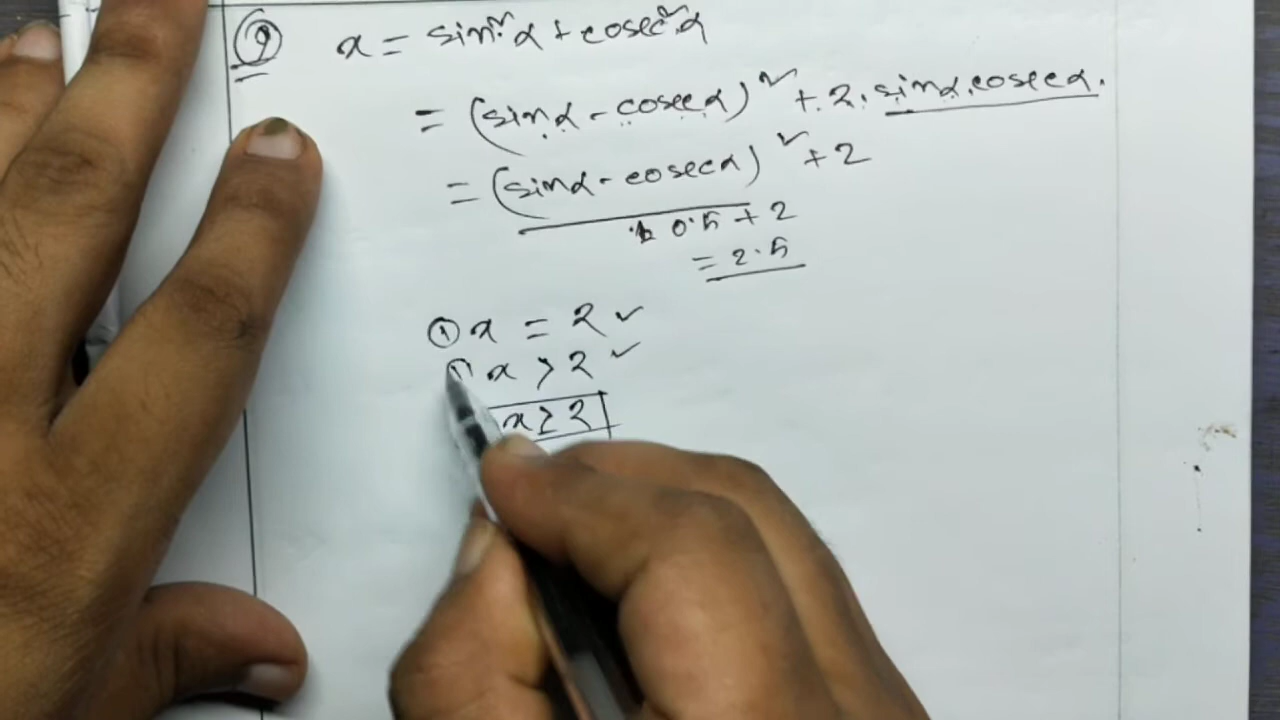 9 x = sin²α + cosec²α
= (sinα - cosecα)² + 2. sinα.cosecα.
= (sinα - cosecα)² + 2
0.5 + 2
= 2.5
① x = 2 ✓
x > 2 ✓
x ≥ 2